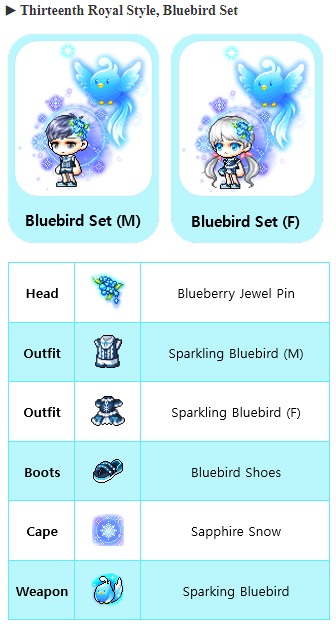 ► Thirteenth Royal Style, Bluebird Set
Bluebird Set (M)
Bluebird Set (F)
Head Blueberry Jewel Pin
Outfit Sparkling Bluebird (M)
Outfit Sparkling Bluebird (F)
Boots Bluebird Shoes
Cape Sapphire Snow
Weapon Sparking Bluebird